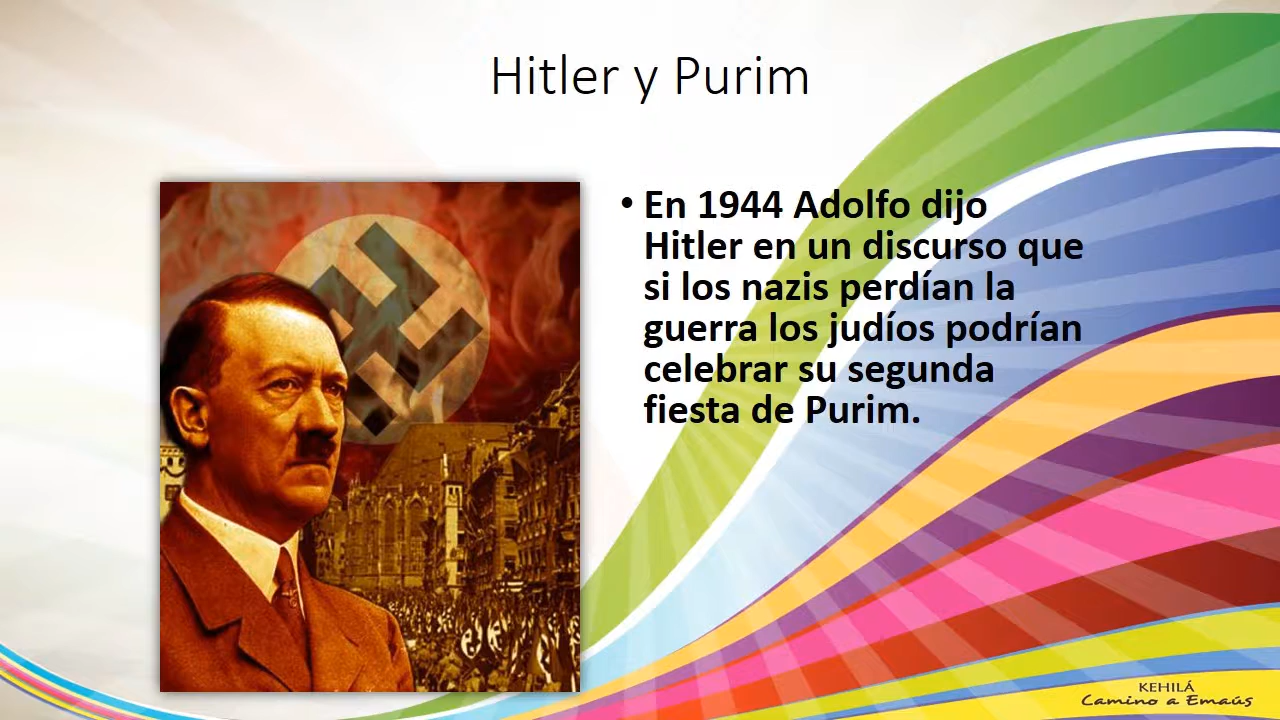 Hitler y Purim
• En 1944 Adolfo dijo
Hitler en un discurso que
si los nazis perdían la
guerra los judíos podrían
celebrar su segunda
fiesta de Purim.
KEHILÁ
Camino a Emaús